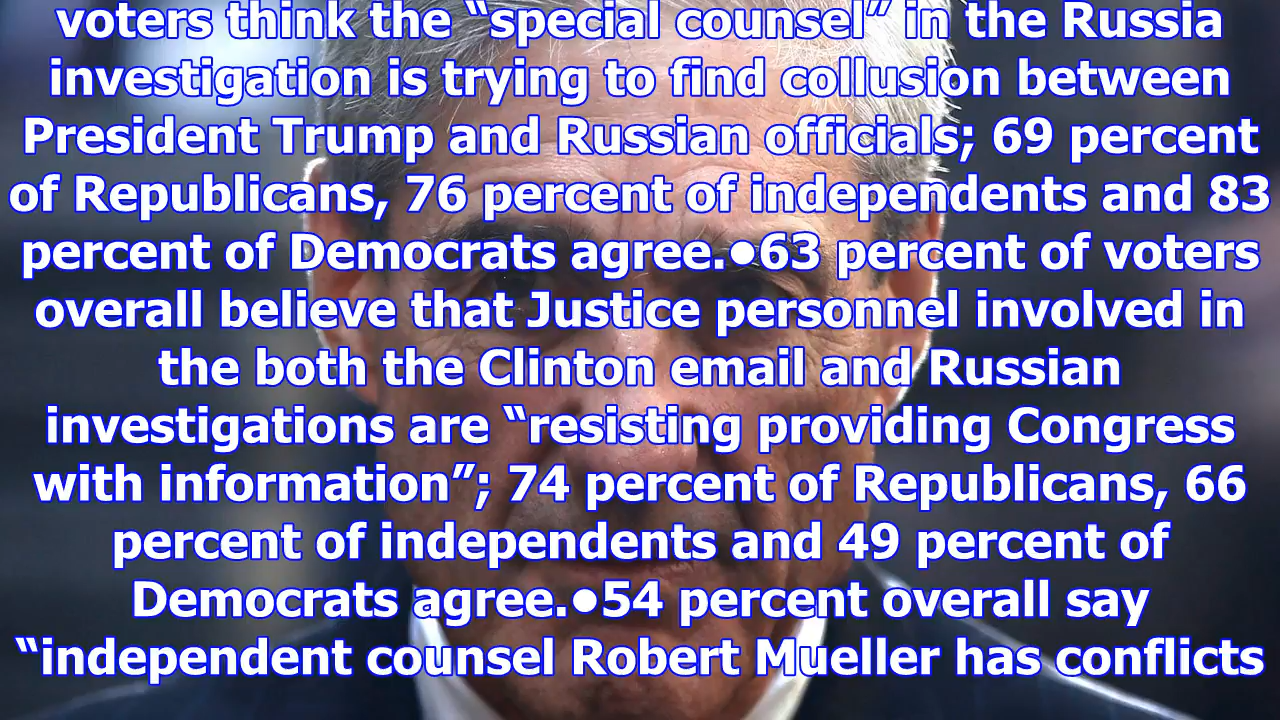 voters think the “special counsel” in the Russia
investigation is trying to find collusion between
President Trump and Russian officials; 69 percent
of Republicans, 76 percent of independents and 83
percent of Democrats agree.●63 percent of voters
overall believe that Justice personnel involved in
the both the Clinton email and Russian
investigations are “resisting providing Congress
with information”; 74 percent of Republicans, 66
percent of independents and 49 percent of
Democrats agree.●54 percent overall say
“independent counsel Robert Mueller has conflicts